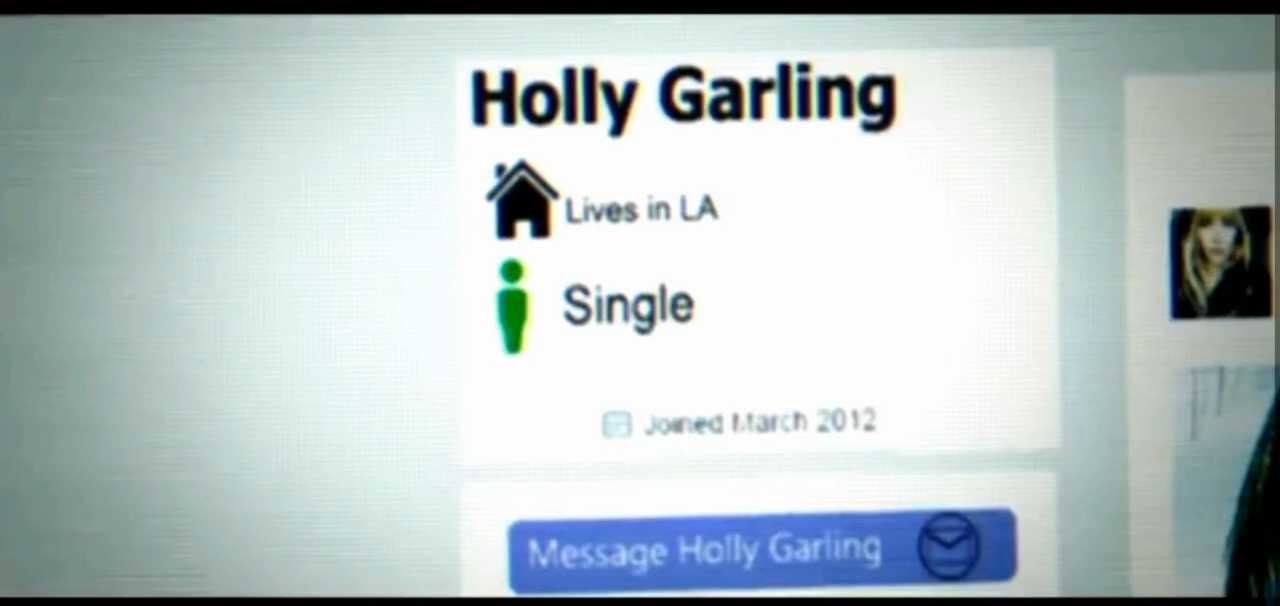 Holly Garling
Lives in LA
Single
Joined March 2012
Message Holly Garling